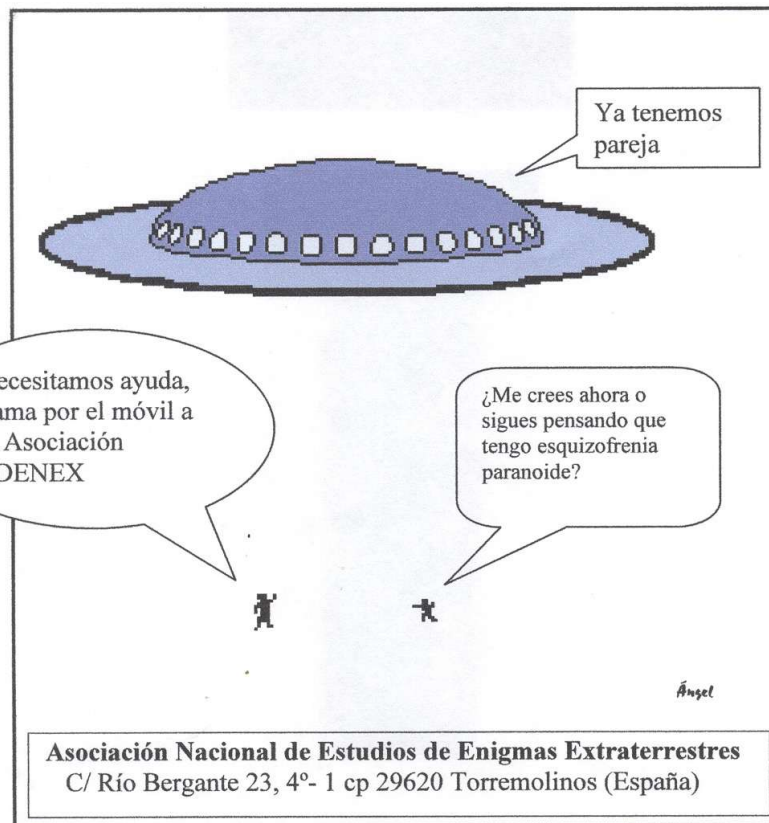 Ya tenemos
pareja
ecesitamos ayuda,
ama por el móvil a
Asociación
DENEX
¿Me crees ahora o
sigues pensando que
tengo esquizofrenia
paranoide?
Ángel
Asociación Nacional de Estudios de Enigmas Extraterrestres
C/ Río Bergante 23, 4º- 1 cp 29620 Torremolinos (España)